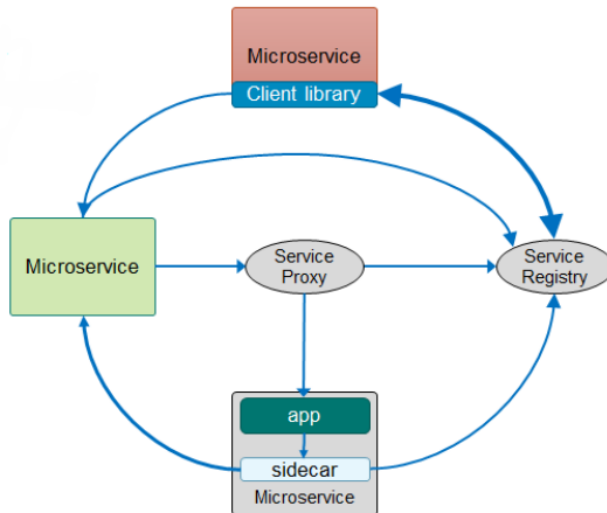 Microservice
Client library
Microservice
Service
Proxy
Service
Registry
app
sidecar
Microservice